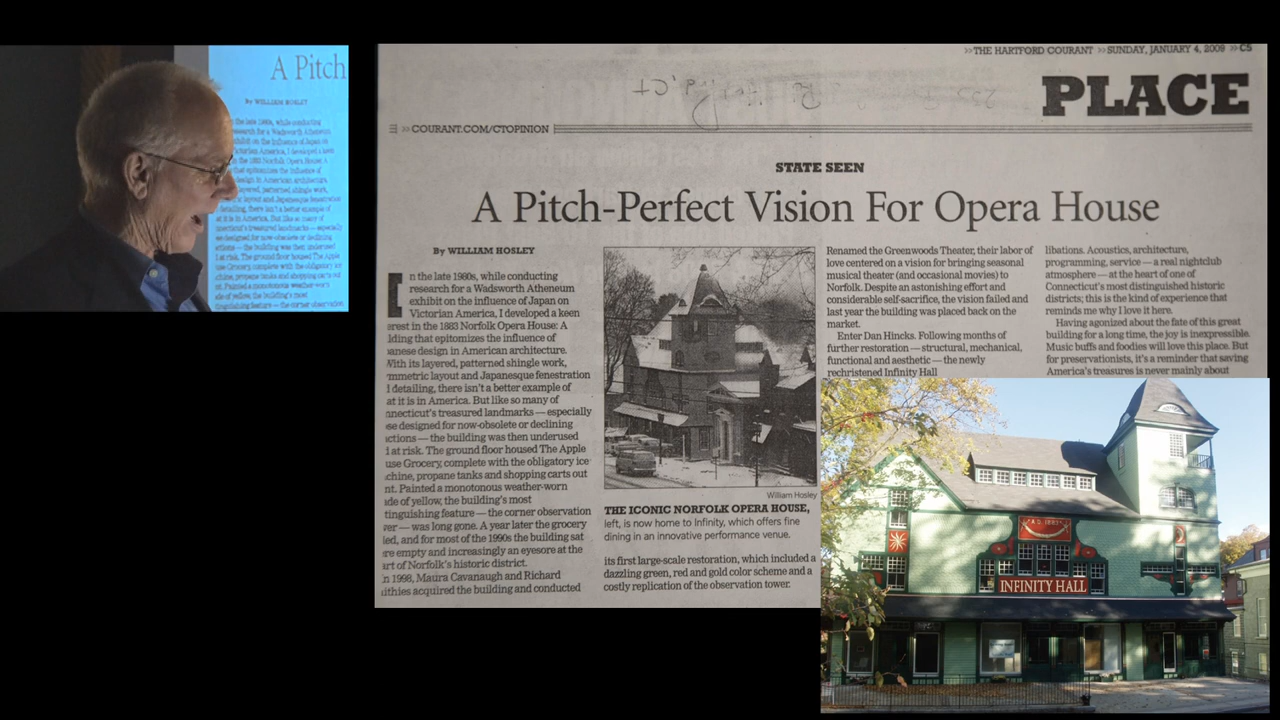 A Pitch
By WILLIAM HOSLEY
>>THE HARTFORD COURANT >>SUNDAY, JANUARY 4, 2009 >>C5
PLACE
>>COURANT.COM/CTOPINION
STATE SEEN
A Pitch-Perfect Vision For Opera House
By WILLIAM HOSLEY
n the late 1980s, while conducting
research for a Wadsworth Atheneum
exhibit on the influence of Japan on
Victorian America, I developed a keen
erest in the 1883 Norfolk Opera House: A
lding that epitomizes the influence of
anese design in American architecture.
With its layered, patterned shingle work,
mmetric layout and Japanesque fenestration
l detailing, there isn't a better example of
at it is in America. But like so many of
nnecticut's treasured landmarks — especially
se designed for now-obsolete or declining
ctions — the building was then underused
l at risk. The ground floor housed The Apple
use Grocery, complete with the obligatory ice
chine, propane tanks and shopping carts out
nt. Painted a monotonous weather-worn
de of yellow, the building's most
tinguishing feature — the corner observation
er — was long gone. A year later the grocery
ied, and for most of the 1990s the building sat
re empty and increasingly an eyesore at the
art of Norfolk's historic district.
n 1998, Maura Cavanaugh and Richard
ithies acquired the building and conducted
William Hosley
THE ICONIC NORFOLK OPERA HOUSE,
left, is now home to Infinity, which offers fine
dining in an innovative performance venue.
its first large-scale restoration, which included a
dazzling green, red and gold color scheme and a
costly replication of the observation tower.
Renamed the Greenwoods Theater, their labor of
love centered on a vision for bringing seasonal
musical theater (and occasional movies) to
Norfolk. Despite an astonishing effort and
considerable self-sacrifice, the vision failed and
last year the building was placed back on the
market.
Enter Dan Hincks. Following months of
further restoration — structural, mechanical,
functional and aesthetic — the newly
rechristened Infinity Hall
libations. Acoustics, architecture,
programming, service — a real nightclub
atmosphere — at the heart of one of
Connecticut's most distinguished historic
districts; this is the kind of experience that
reminds me why I love it here.
Having agonized about the fate of this great
building for a long time, the joy is inexpressible.
Music buffs and foodies will love this place. But
for preservationists, it's a reminder that saving
America's treasures is never mainly about
A.D. 1883
INFINITY HALL